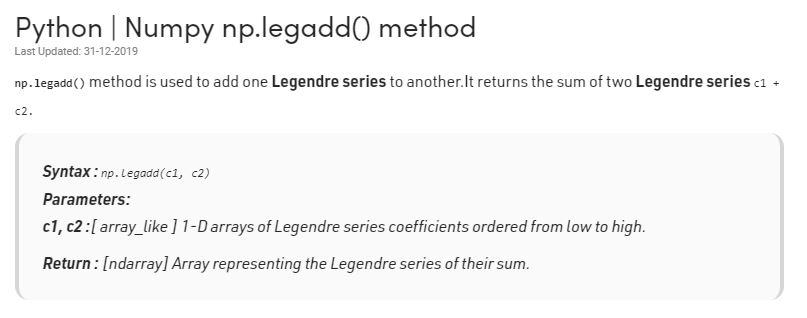 Python | Numpy np.legadd() method
Last Updated: 31-12-2019
np.legadd() method is used to add one Legendre series to another.It returns the sum of two Legendre series c1 +
c2.
Syntax : np.legadd(c1, c2)
Parameters:
c1, c2 :[ array_like ] 1-D arrays of Legendre series coefficients ordered from low to high.
Return : [ndarray] Array representing the Legendre series of their sum.